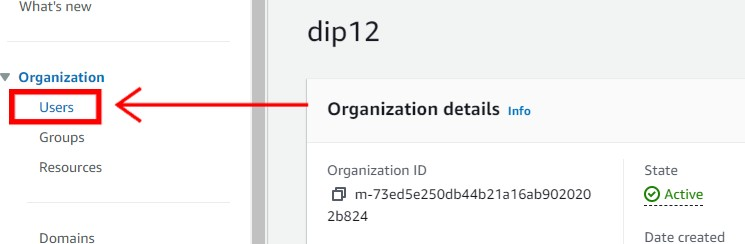 What's new
dip12
Organization
Users
Groups
Resources
Domains
Organization details Info
Organization ID
m-73ed5e250db44b21a16ab902020
2b824
State
Active
Date created